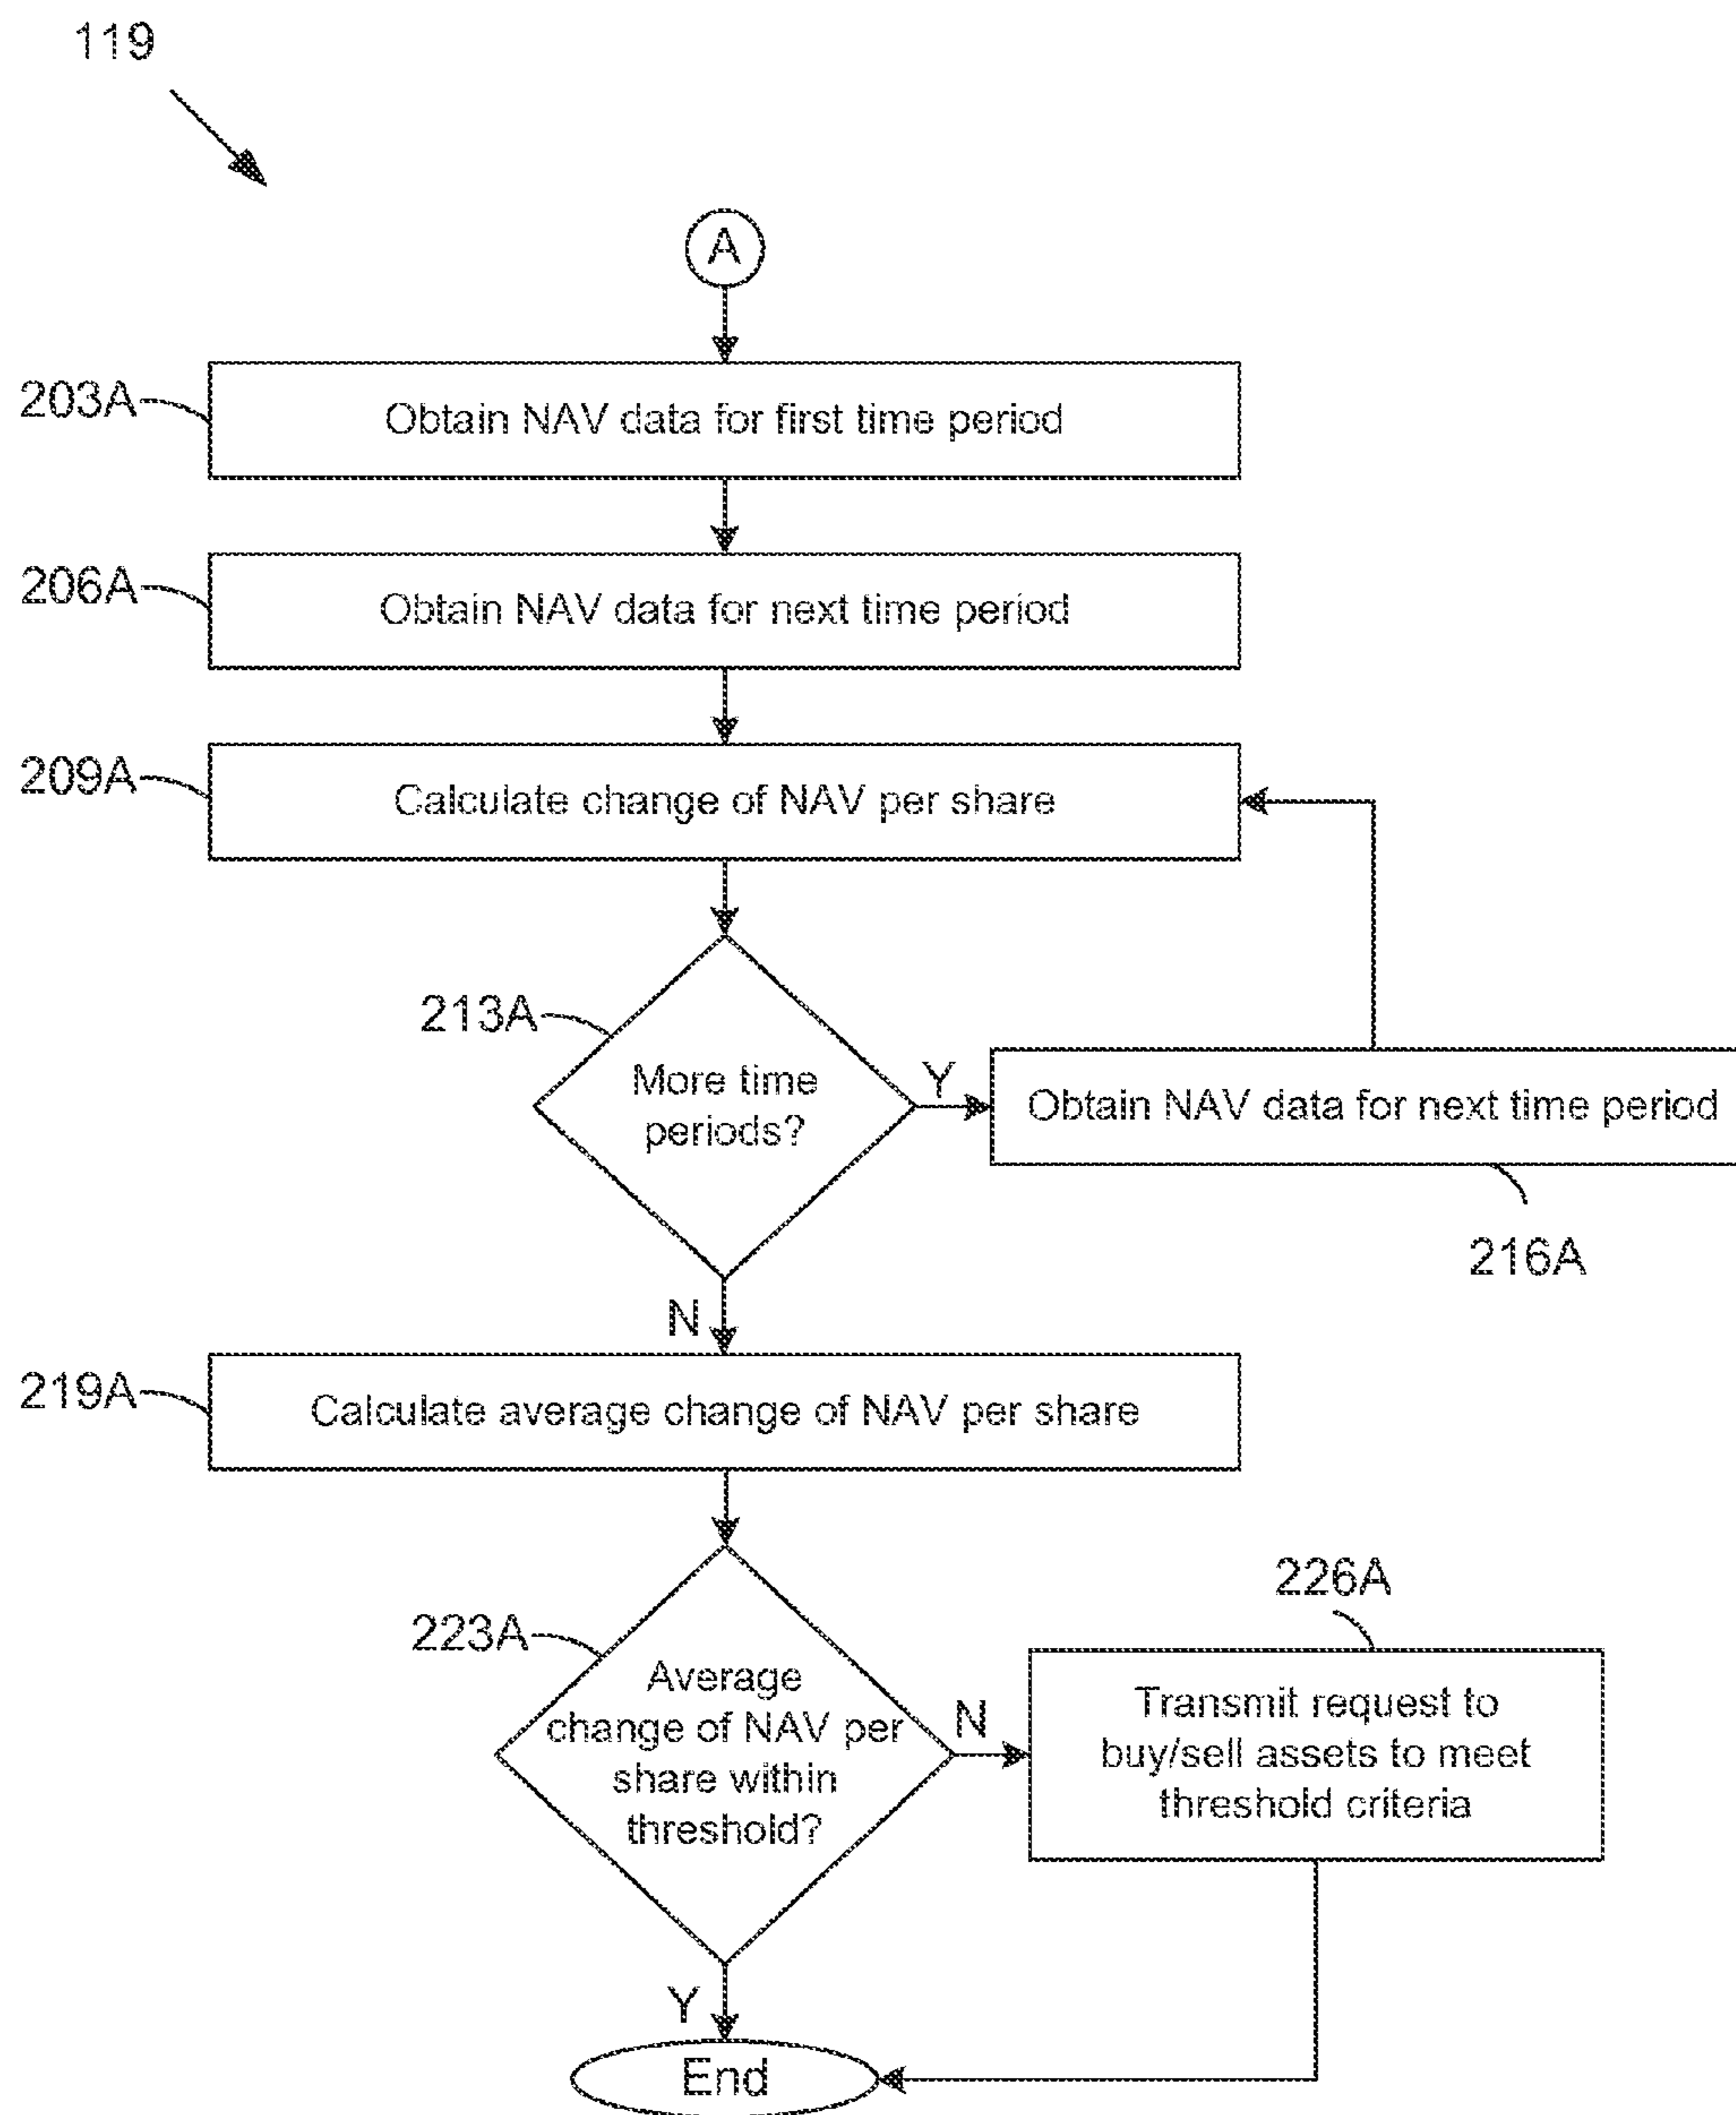 119
A
203A
Obtain NAV data for first time period
206A
Obtain NAV data for next time period
209A
Calculate change of NAV per share
213A
More time
periods?
Y
Obtain NAV data for next time period
216A
N
219A
Calculate average change of NAV per share
223A
Average
change of NAV per
share within
threshold?
N
226A
Transmit request to
buy/sell assets to meet
threshold criteria
Y
End